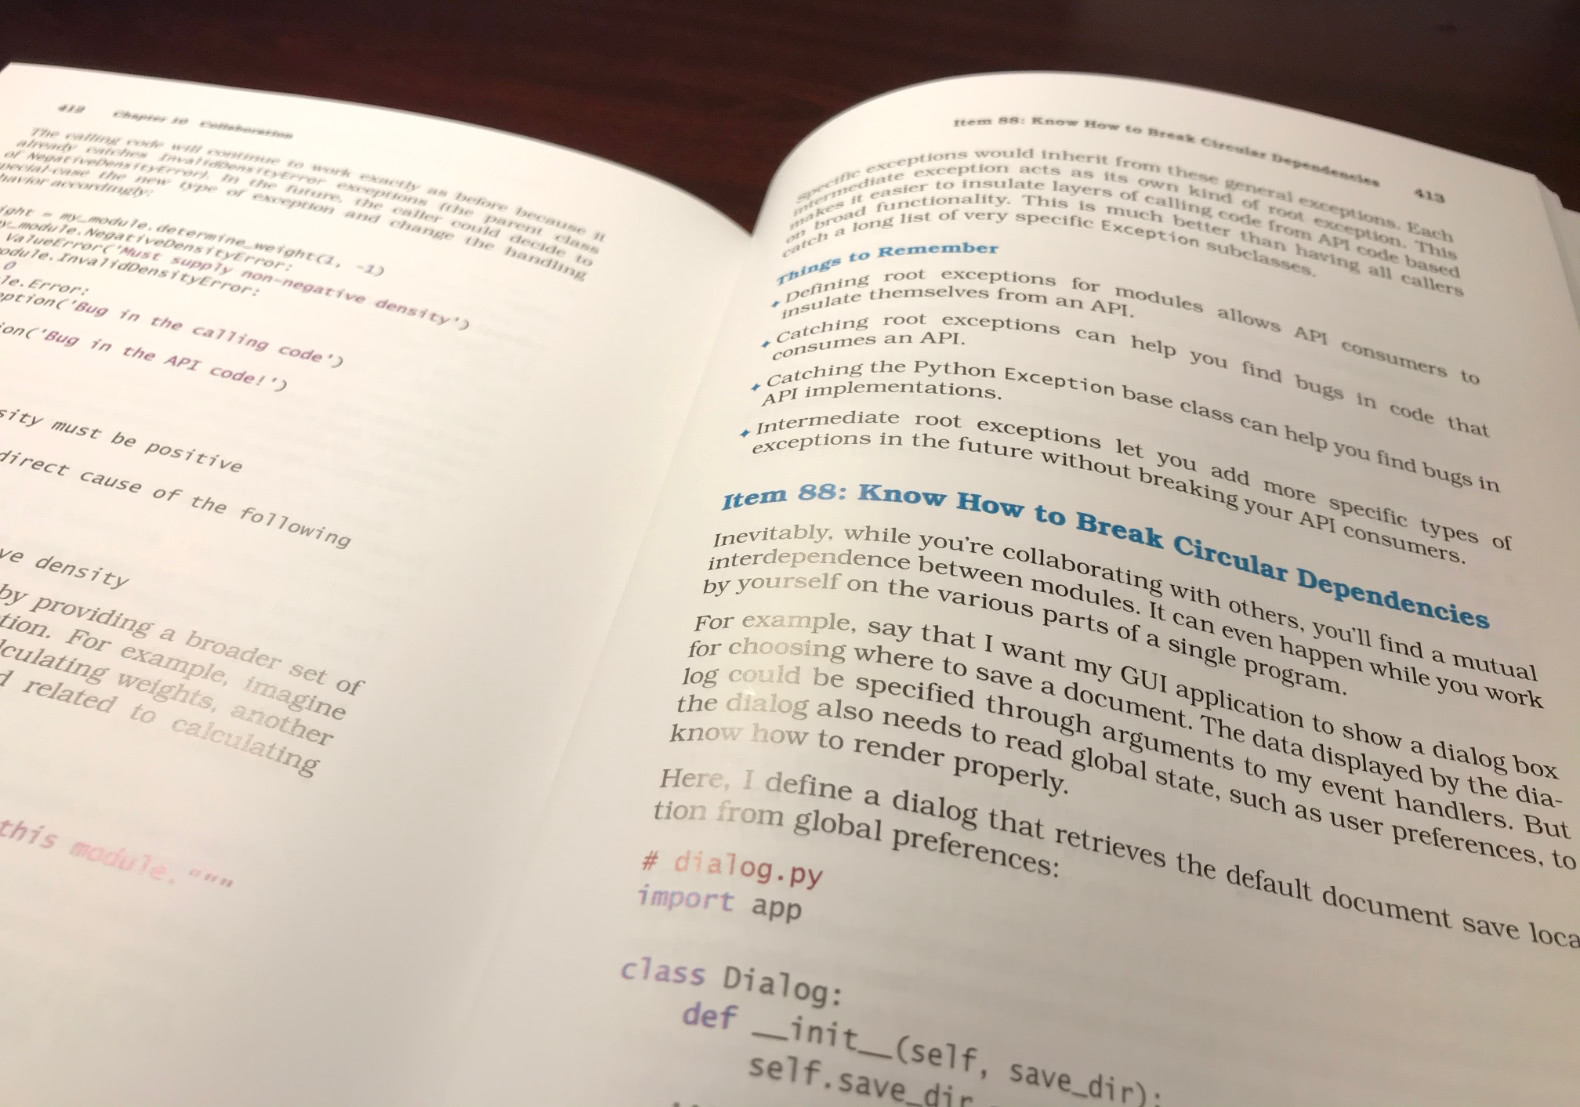 412 Chapter 10 Collaboration
The calling code will continue to work exactly as before because it
already catches InvalidDensityError exceptions (the parent class
of NegativeDensityError). In the future, the caller could decide to
pecial-case the new type of exception and change the handling
havior accordingly:
ight = my_module.determine_weight(1, -1)
y_module.NegativeDensityError:
ValueError('Must supply non-negative density')
odule.InvalidDensityError:
0
le.Error:
eption('Bug in the calling code')
ion('Bug in the API code!')
sity must be positive
direct cause of the following
ve density
by providing a broader set of
tion. For example, imagine
lculating weights, another
d related to calculating
this module."""
Item 88: Know How to Break Circular Dependencies 413
specific exceptions would inherit from these general exceptions. Each
intermediate exception acts as its own kind of root exception. This
makes it easier to insulate layers of calling code from API code based
on broad functionality. This is much better than having all callers
catch a long list of very specific Exception subclasses.
Things to Remember
✦ Defining root exceptions for modules allows API consumers to
insulate themselves from an API.
✦ Catching root exceptions can help you find bugs in code that
consumes an API.
✦ Catching the Python Exception base class can help you find bugs in
API implementations.
✦ Intermediate root exceptions let you add more specific types of
exceptions in the future without breaking your API consumers.
Item 88: Know How to Break Circular Dependencies
Inevitably, while you're collaborating with others, you'll find a mutual
interdependence between modules. It can even happen while you work
by yourself on the various parts of a single program.
For example, say that I want my GUI application to show a dialog box
for choosing where to save a document. The data displayed by the dia-
log could be specified through arguments to my event handlers. But
the dialog also needs to read global state, such as user preferences, to
know how to render properly.
Here, I define a dialog that retrieves the default document save loca
tion from global preferences:
# dialog.py
import app
class Dialog:
def __init__(self, save_dir):
self.save_dir